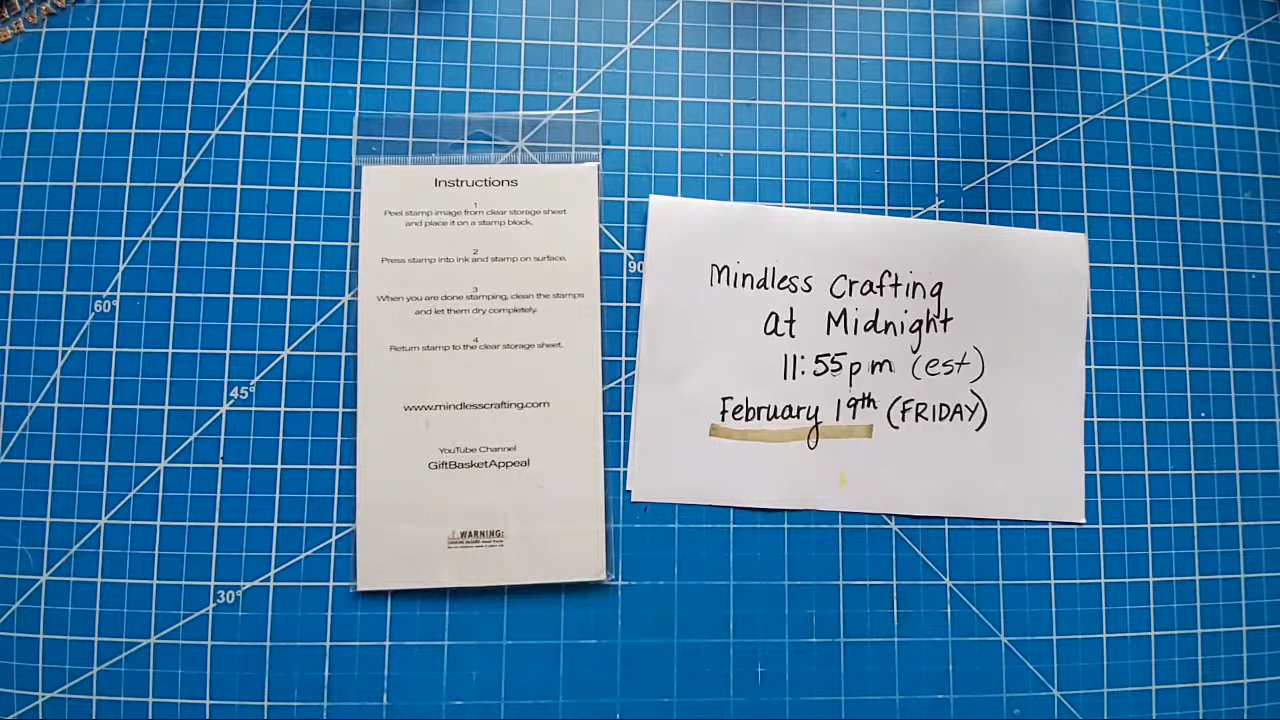 Instructions
1
Peel stamp image from clear storage sheet
and place it on a stamp block.
2
Press stamp into ink and stamp on surface.
3
When you are done stamping, clean the stamps
and let them dry completely.
4
Return stamp to the clear storage sheet.
www.mindlesscrafting.com
YouTube Channel
GiftBasketAppeal
WARNING:
Mindless Crafting
at Midnight
11:55pm (est)
February 19th (FRIDAY)
90
60°
45°
30°